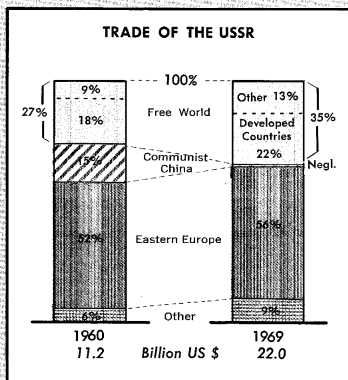 TRADE OF THE USSR
100%
9%
Other 13%
27%
Free World
35%
18%
Developed
Countries
22%
15%
Communist
China
Negl.
52%
Eastern Europe
56%
6%
Other
9%
1960
1969
11.2
Billion US $
22.0